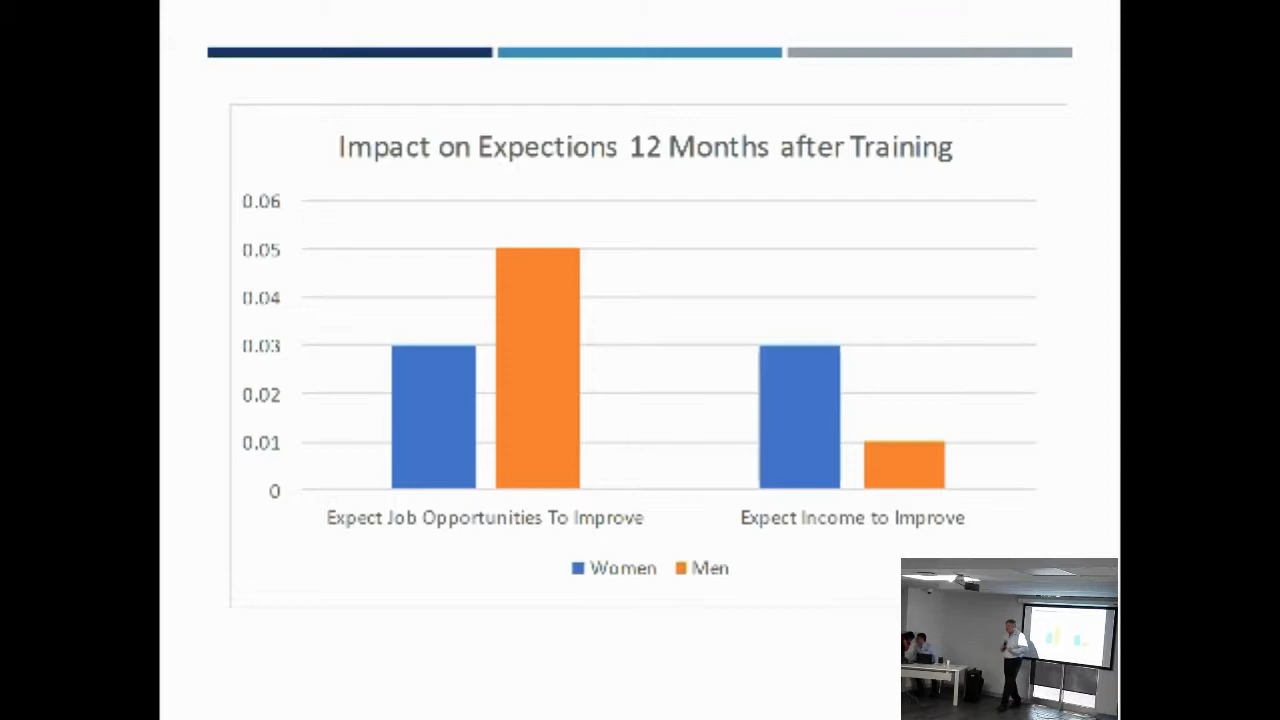 Impact on Expections 12 Months after Training
0.06
0.05
0.04
0.03
0.02
0.01
0
Expect Job Opportunities To Improve
Expect Income to Improve
Women
Men